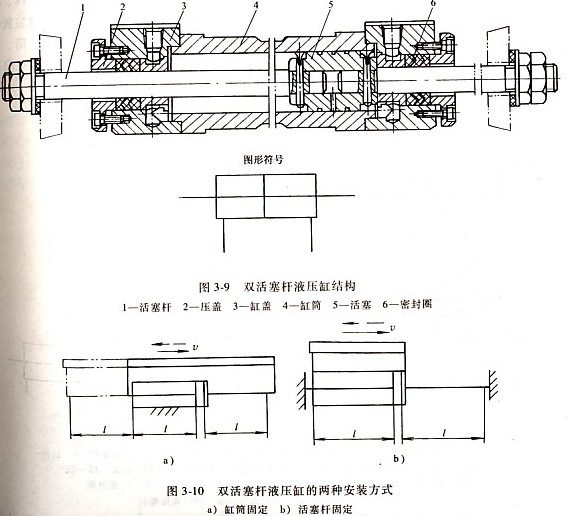 1 2 3 4 5 6
图形符号
图 3-9 双活塞杆液压缸结构
1—活塞杆 2—压盖 3—缸盖 4—缸筒 5—活塞 6—密封圈
v
v
l l l
l l
a) b)
图 3-10 双活塞杆液压缸的两种安装方式
a) 缸筒固定 b) 活塞杆固定